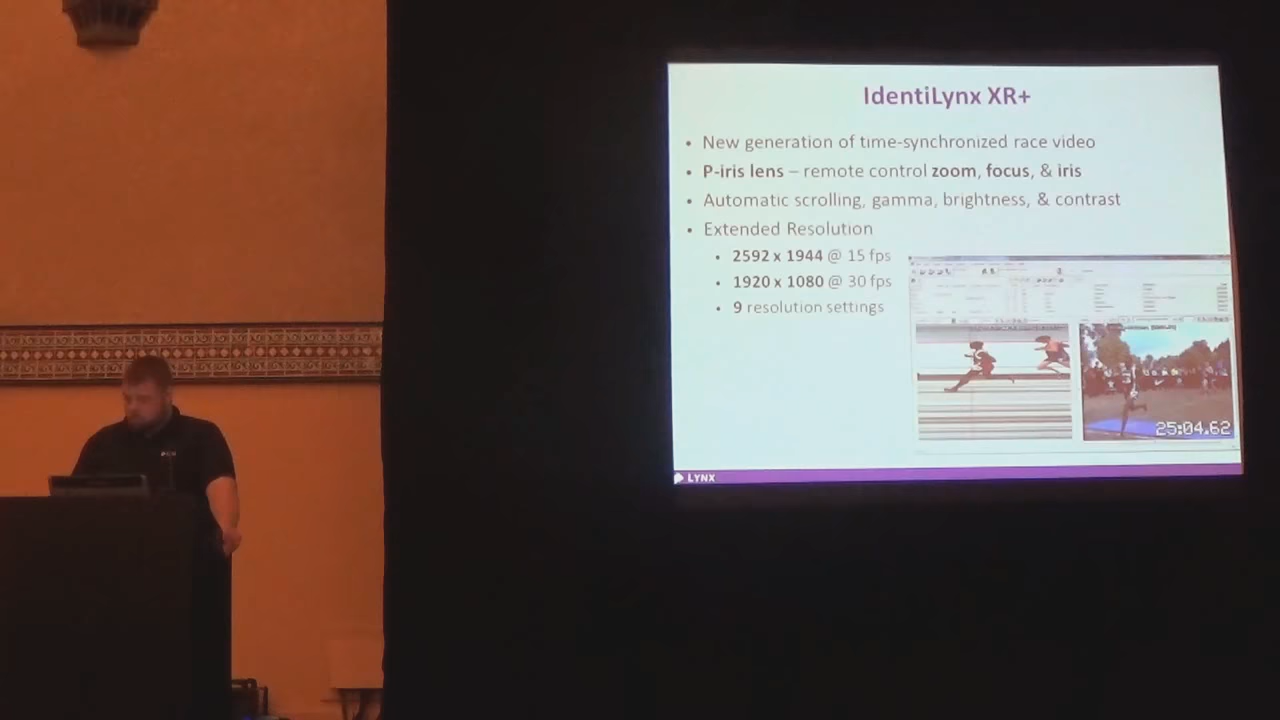 IdentiLynx XR+
• New generation of time-synchronized race video
• P-iris lens – remote control zoom, focus, & iris
• Automatic scrolling, gamma, brightness, & contrast
• Extended Resolution
• 2592 x 1944 @ 15 fps
• 1920 x 1080 @ 30 fps
• 9 resolution settings
25:04.62
LYNX